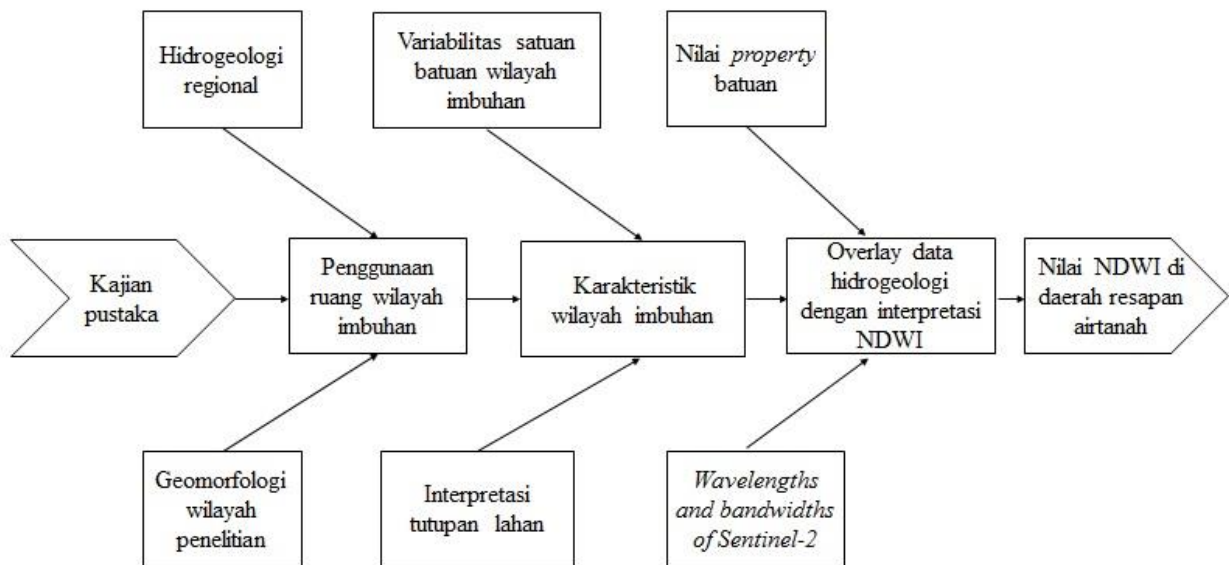 Hidrogeologi
regional
Variabilitas satuan
batuan wilayah
imbuhan
Nilai property
batuan
Kajian
pustaka
Penggunaan
ruang wilayah
imbuhan
Karakteristik
wilayah imbuhan
Overlay data
hidrogeologi
dengan interpretasi
NDWI
Nilai NDWI di
daerah resapan
airtanah
Geomorfologi
wilayah
penelitian
Interpretasi
tutupan lahan
Wavelengths
and bandwidths
of Sentinel-2